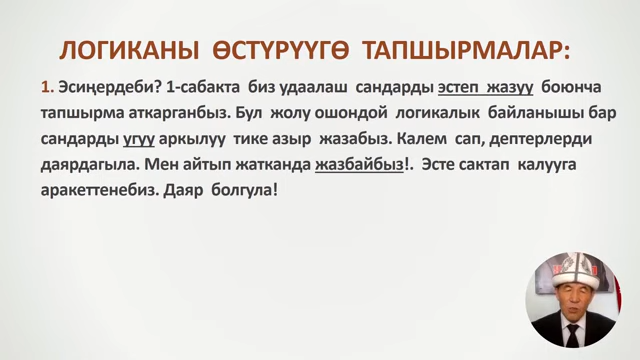 ЛОГИКАНЫ ӨСТҮРҮҮГӨ ТАПШЫРМАЛАР:
1. Эсиңердеби? 1-сабакта биз удаалаш сандарды эстеп жазуу боюнча
тапшырма аткарганбыз. Бул жолу ошондой логикалык байланышы бар
сандарды угуу аркылуу тике азыр жазабыз. Калем сап, дептерлерди
даярдагыла. Мен айтып жатканда жазбайбыз!. Эсте сактап калууга
аракеттенебиз. Даяр болгула!